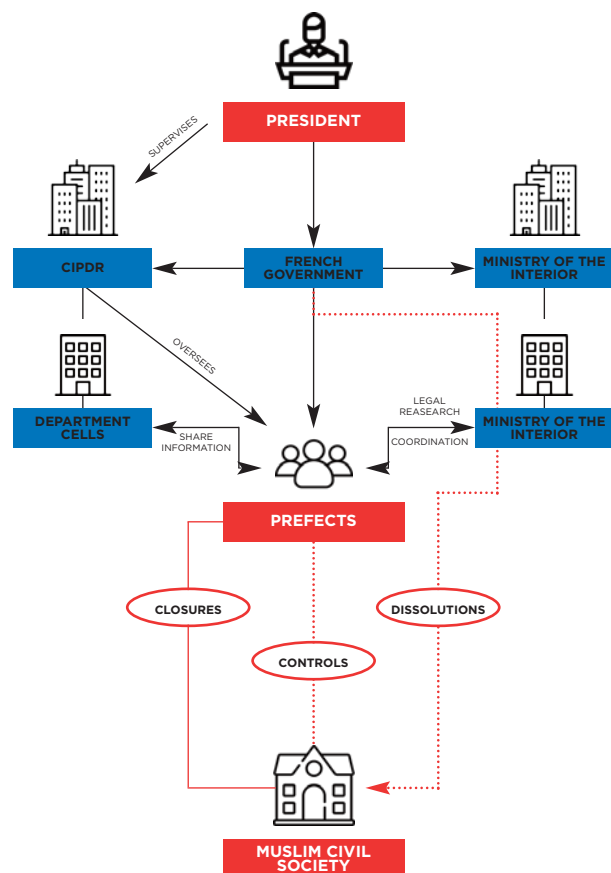 PRESIDENT
SUPERVISES
CIPDR
FRENCH
GOVERNMENT
MINISTRY OF THE
INTERIOR
OVERSEES
DEPARTMENT
CELLS
SHARE
INFORMATION
LEGAL
REASEARCH
COORDINATION
MINISTRY OF THE
INTERIOR
PREFECTS
CLOSURES
DISSOLUTIONS
CONTROLS
MUSLIM CIVIL
SOCIETY